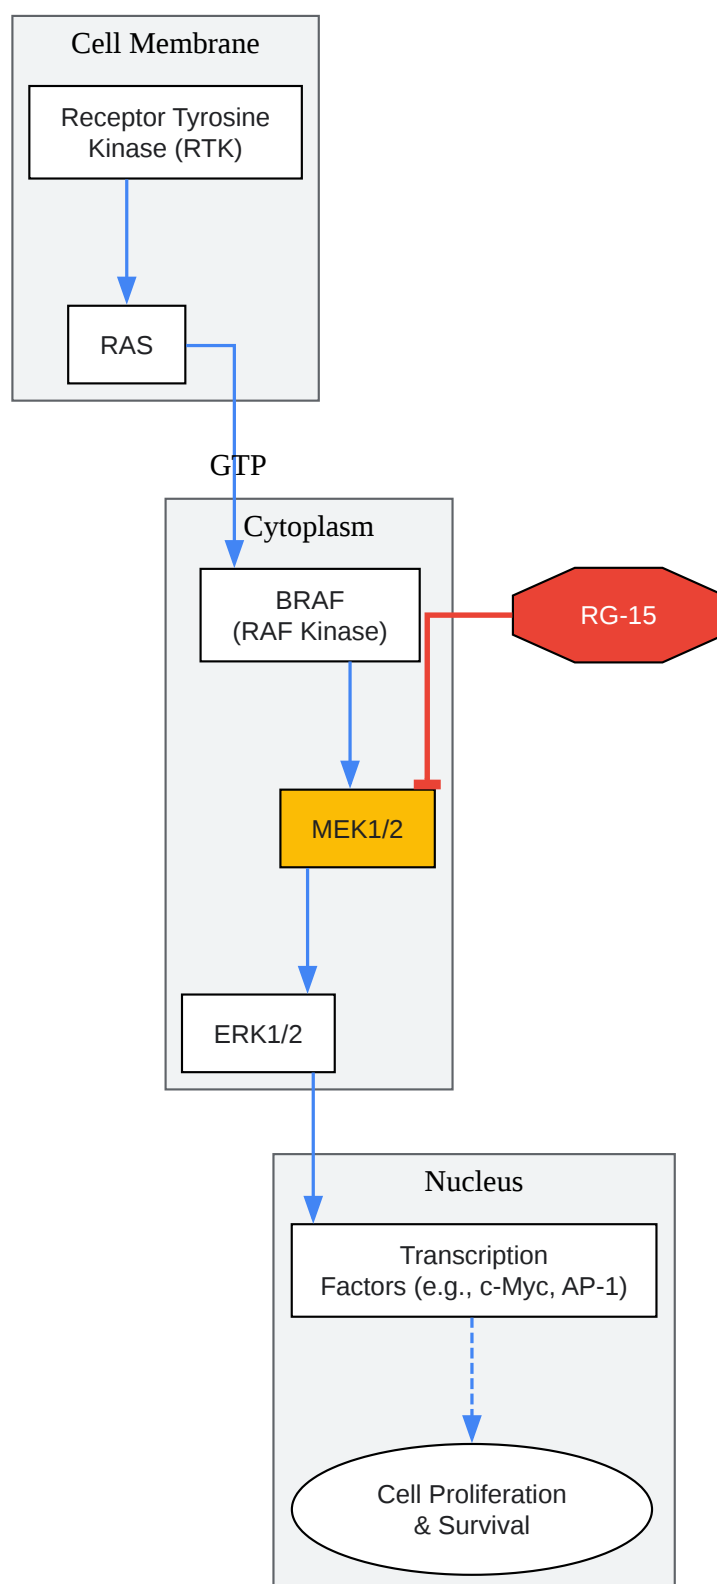 Cell Membrane
Receptor Tyrosine
Kinase (RTK)
RAS
GTP
Cytoplasm
BRAF
(RAF Kinase)
RG-15
MEK1/2
ERK1/2
Nucleus
Transcription
Factors (e.g., c-Myc, AP-1)
Cell Proliferation
& Survival